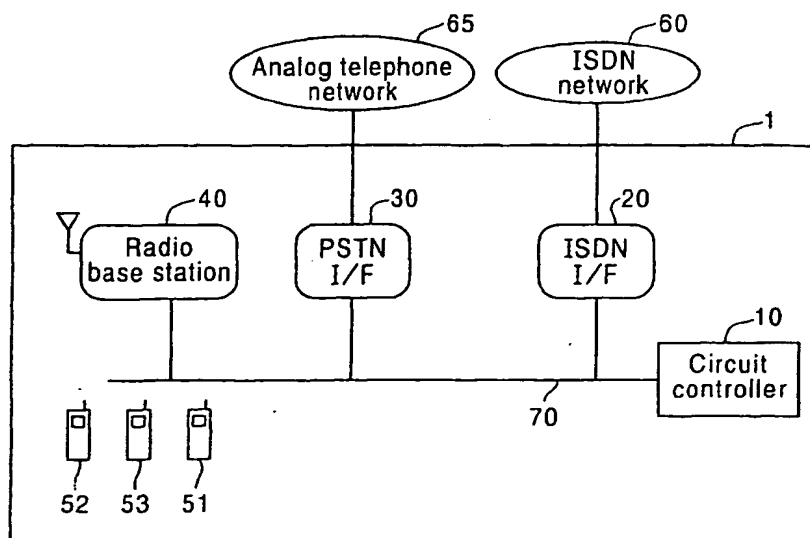 65
60
Analog telephone
network
ISDN
network
1
40
30
20
Radio
base station
PSTN
I/F
ISDN
I/F
10
Circuit
controller
70
52
53
51